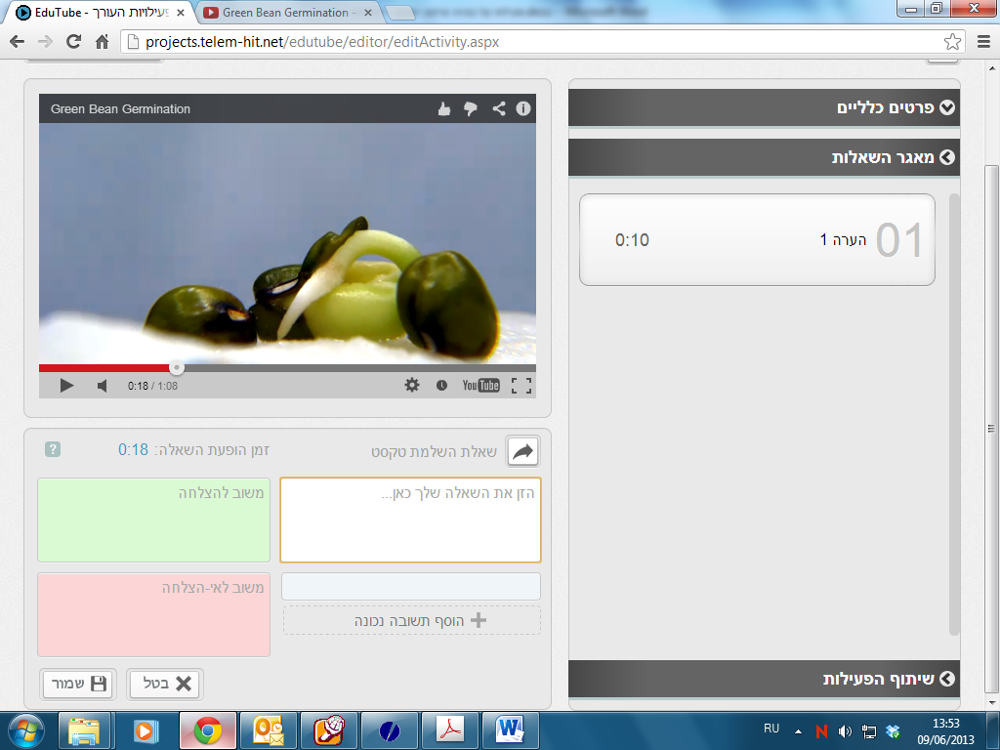 EduTube - פעילויות העורך
Green Bean Germination -
projects.telem-hit.net/edutube/editor/editActivity.aspx
Green Bean Germination
0:18 / 1:08
YouTube
פרטים כלליים
מאגר השאלות
01 הערה 1 0:10
שאלת השלמת טקסט
זמן הופעת השאלה: 0:18
?
הזן את השאלה שלך כאן...
משוב להצלחה
משוב לאי-הצלחה
הוסף תשובה נכונה
בטל
שמור
שיתוף הפעילות
RU
13:53
09/06/2013